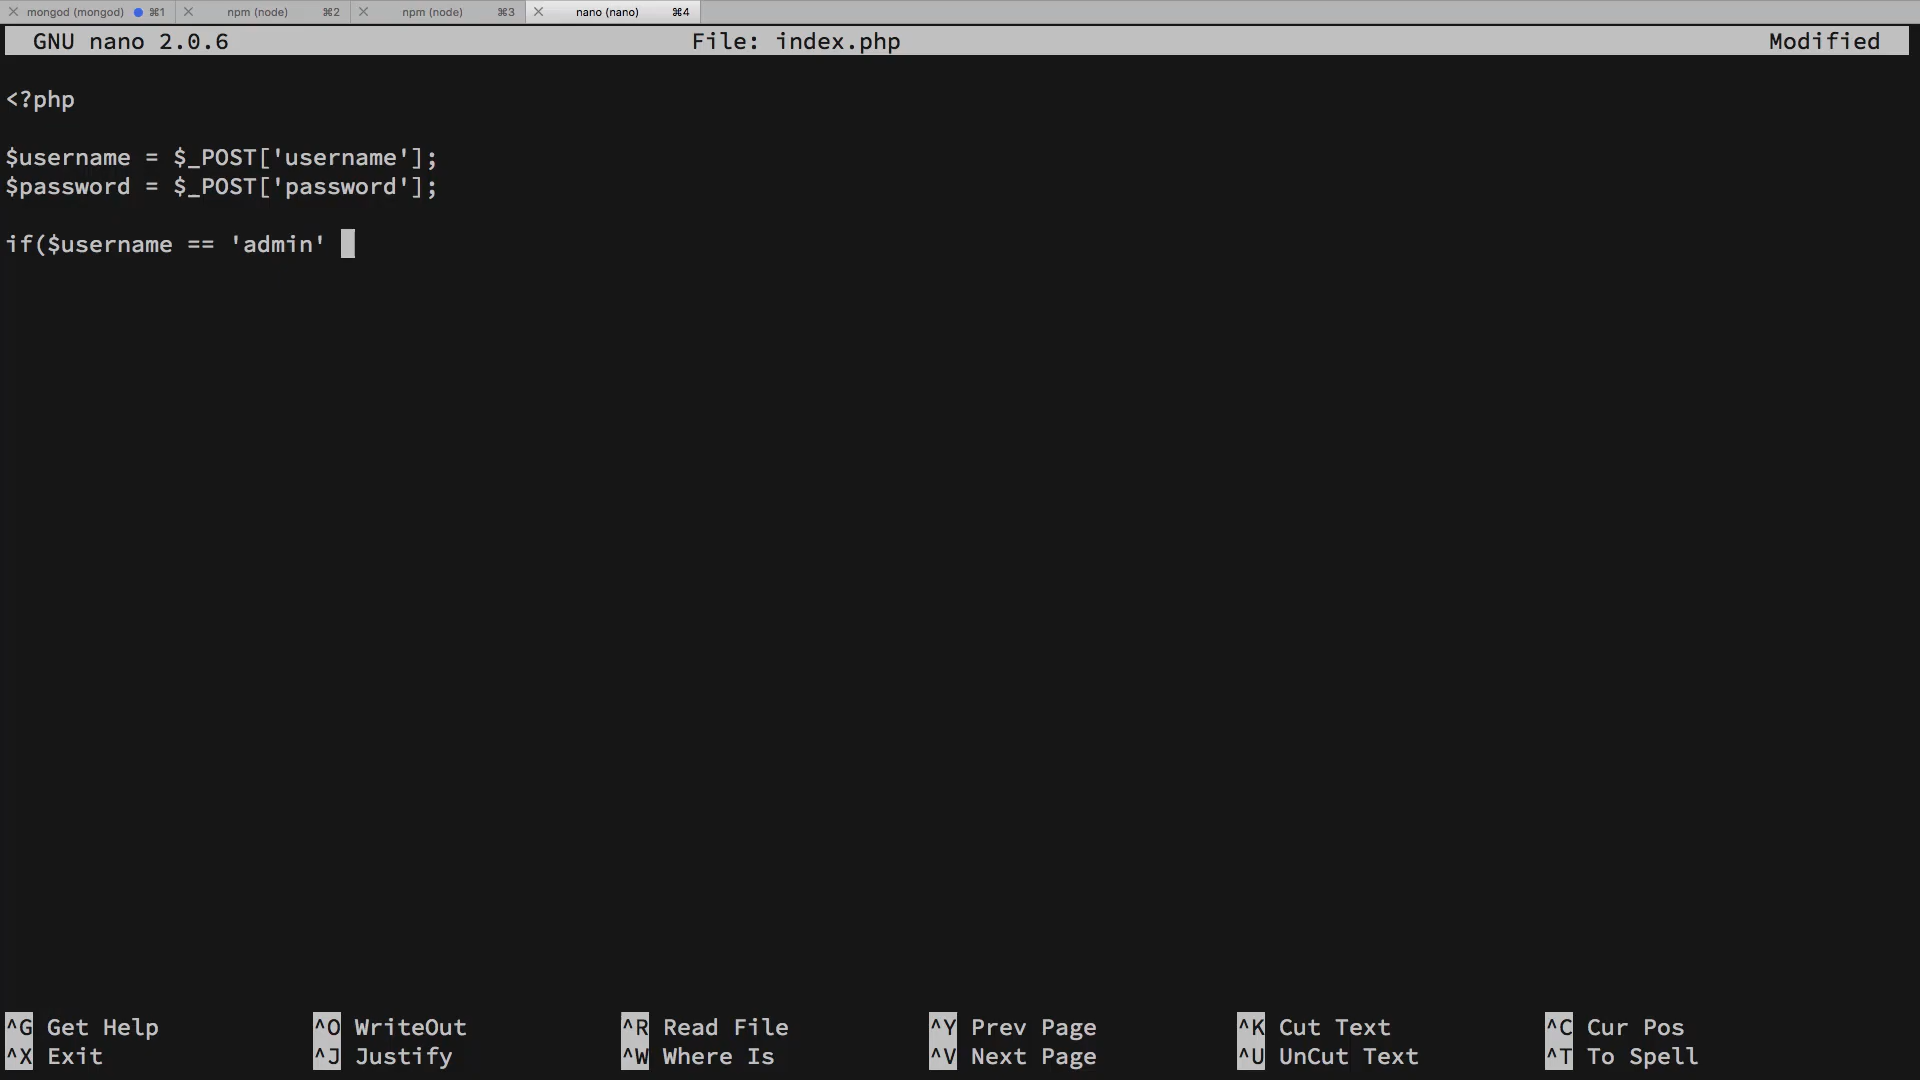 mongod (mongod) ⌘1 npm (node) ⌘2 npm (node) ⌘3 nano (nano) ⌘4
GNU nano 2.0.6 File: index.php Modified
<?php
$username = $_POST['username'];
$password = $_POST['password'];
if($username == 'admin'
^G Get Help ^O WriteOut ^R Read File ^Y Prev Page ^K Cut Text ^C Cur Pos
^X Exit ^J Justify ^W Where Is ^V Next Page ^U UnCut Text ^T To Spell